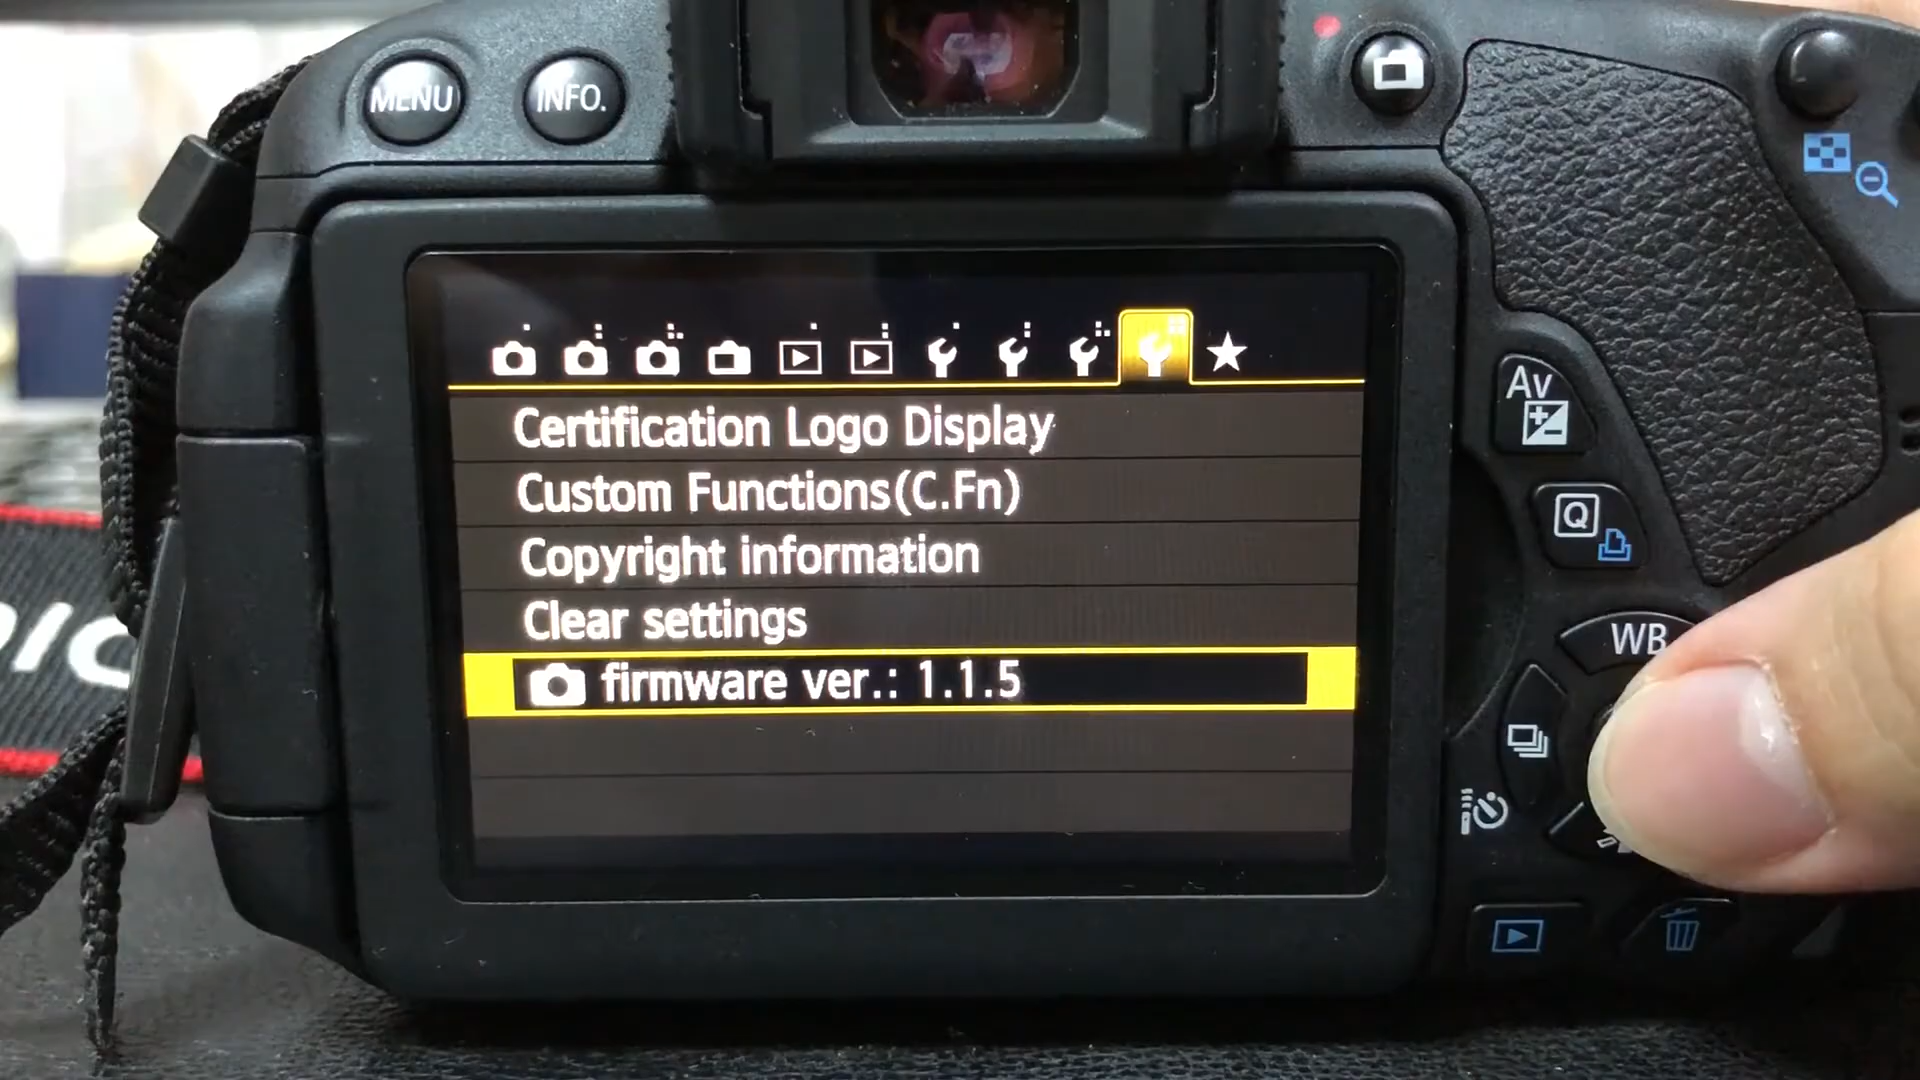 MENU
INFO.
Av
Certification Logo Display
Custom Functions(C.Fn)
Copyright information
Clear settings
firmware ver.: 1.1.5
Q
WB